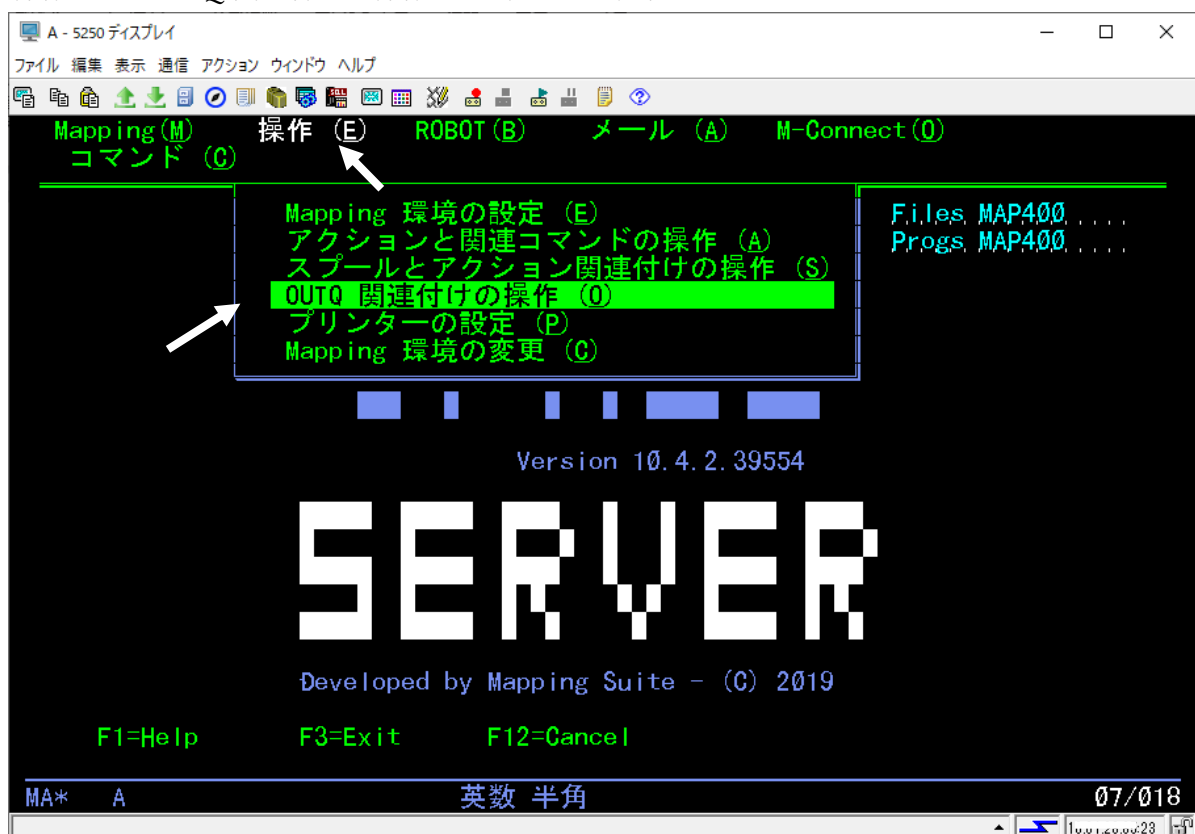 A - 5250 ディスプレイ
ファイル 編集 表示 通信 アクション ウィンドウ ヘルプ
Mapping(M) 操作 (E) ROBOT(B) メール (A) M-Connect(O)
コマンド (C)
Mapping 環境の設定 (E)
Files MAP400.....
アクションと関連コマンドの操作 (A)
Progs MAP400.....
スプールとアクション関連付けの操作 (S)
OUTQ 関連付けの操作 (O)
プリンターの設定 (P)
Mapping 環境の変更 (C)
Version 10.4.2.39554
SERVER
Developed by Mapping Suite - (C) 2019
F1=Help F3=Exit F12=Cancel
MA* A 英数 半角 07/018